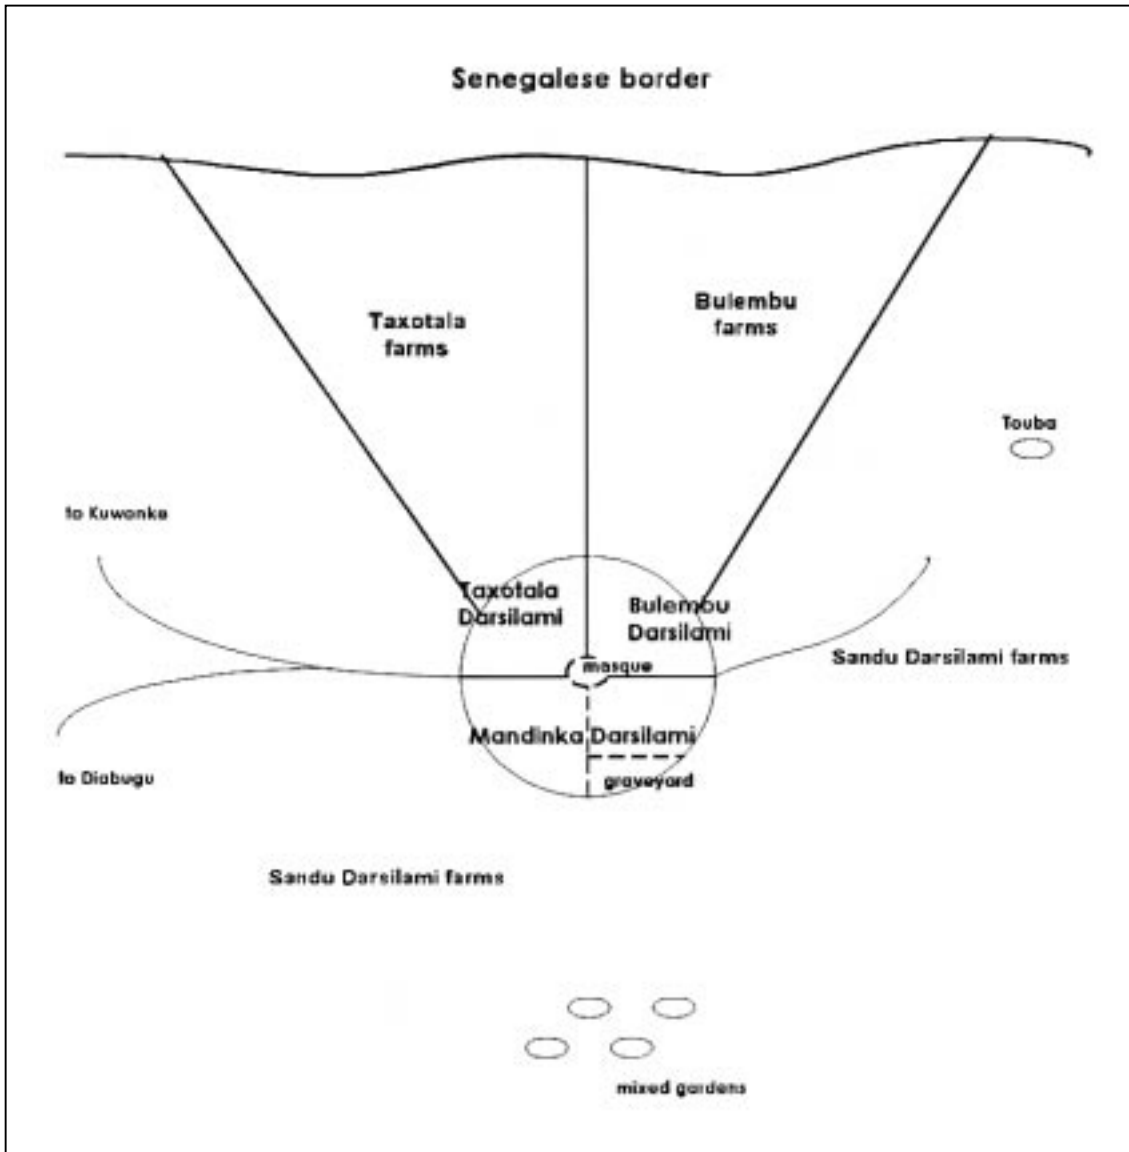 Senegalese border
Taxotala
farms
Bulembu
farms
Touba
to Kuwonke
Taxotala
Darsilami
Bulembu
Darsilami
mosque
Sandu Darsilami farms
Mandinka Darsilami
to Diabugu
graveyard
Sandu Darsilami farms
mixed gardens